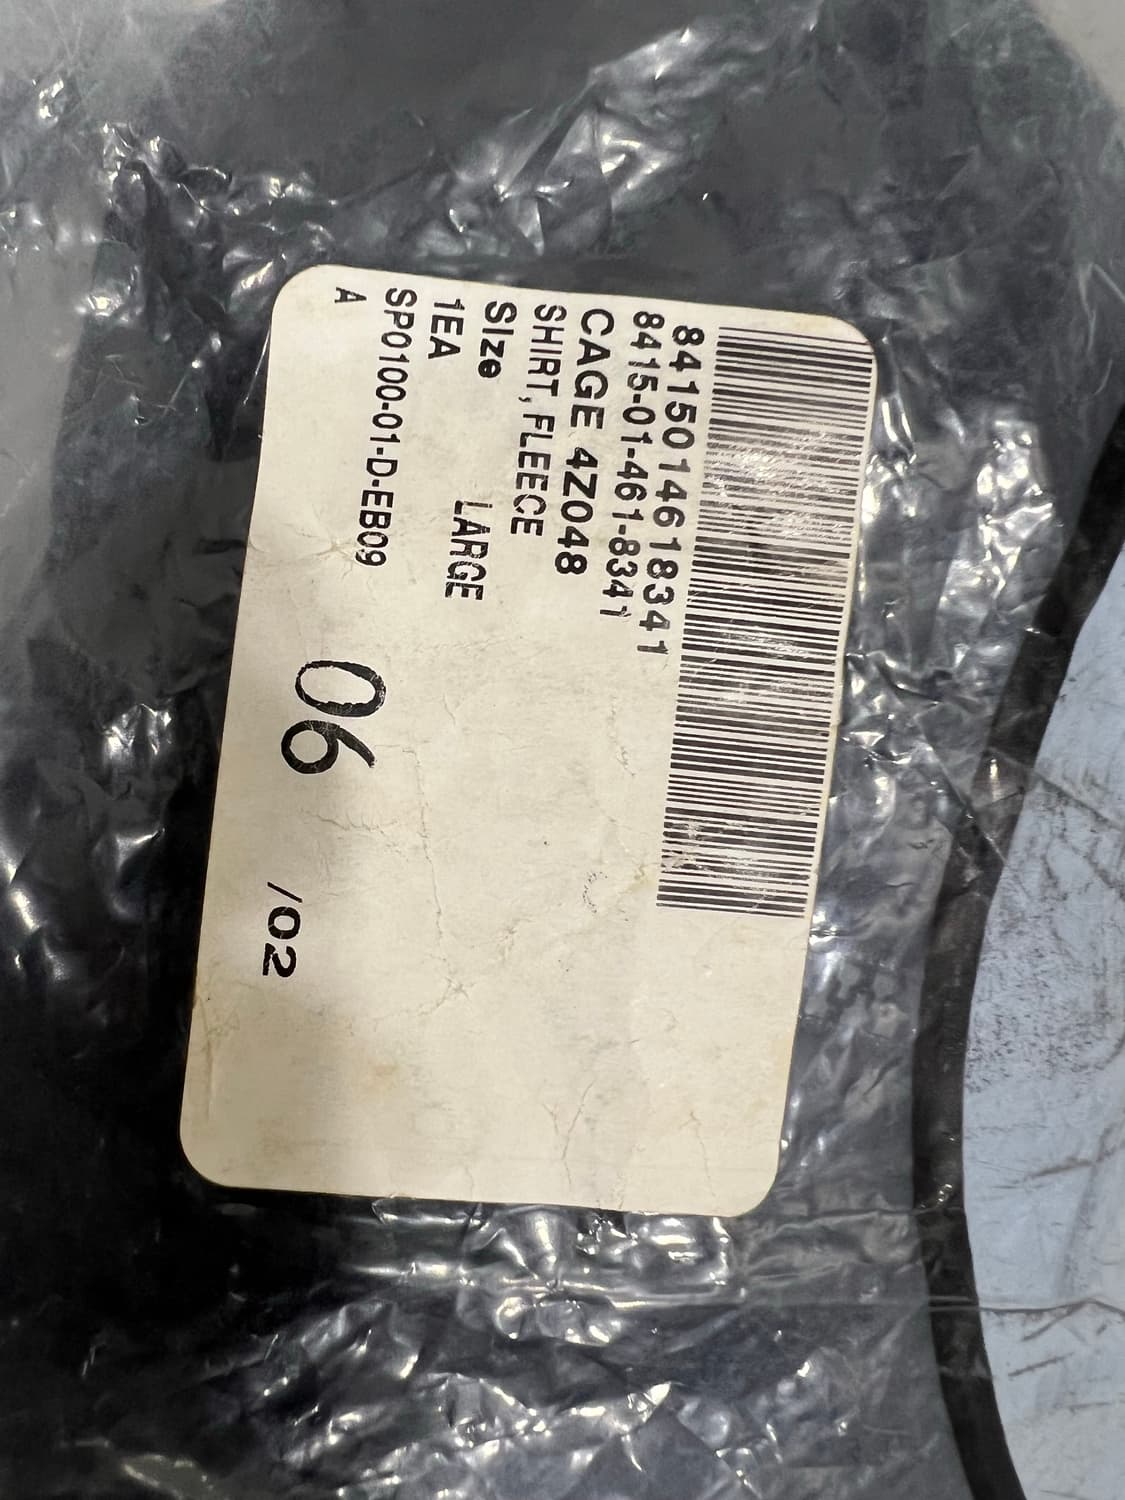 8415014618341
8415-01-461-8341
CAGE 4Z048
SHIRT, FLEECE
SIze LARGE
1EA
SP0100-01-D-EB09
A 06 /02